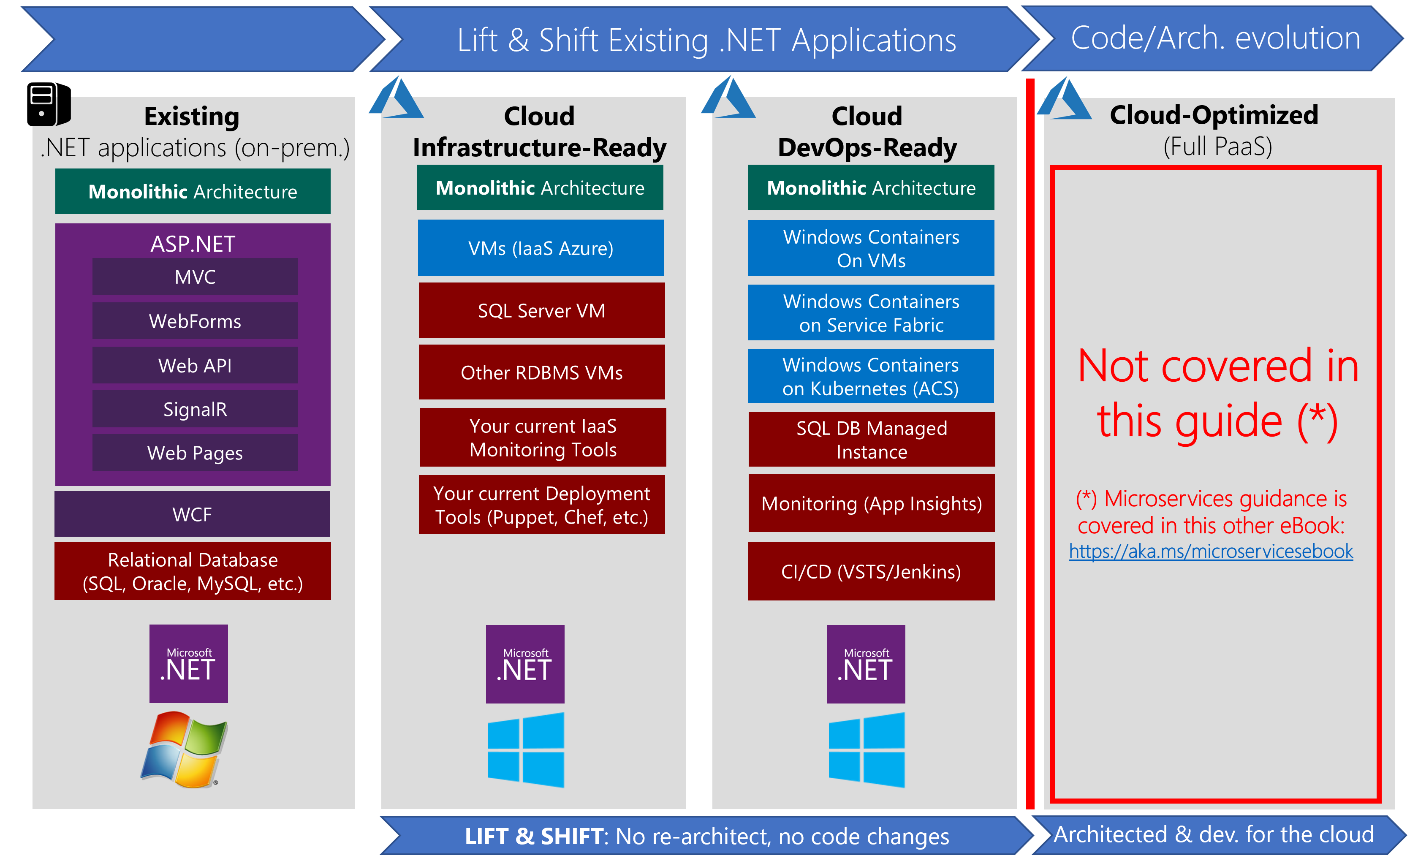 Lift & Shift Existing .NET Applications
Code/Arch. evolution
Existing
.NET applications (on-prem.)
Monolithic Architecture
ASP.NET
MVC
WebForms
Web API
SignalR
Web Pages
WCF
Relational Database
(SQL, Oracle, MySQL, etc.)
Microsoft
.NET
Cloud
Infrastructure-Ready
Monolithic Architecture
VMs (IaaS Azure)
SQL Server VM
Other RDBMS VMs
Your current IaaS
Monitoring Tools
Your current Deployment
Tools (Puppet, Chef, etc.)
Microsoft
.NET
Cloud
DevOps-Ready
Monolithic Architecture
Windows Containers
On VMs
Windows Containers
on Service Fabric
Windows Containers
on Kubernetes (ACS)
SQL DB Managed
Instance
Monitoring (App Insights)
CI/CD (VSTS/Jenkins)
Microsoft
.NET
Cloud-Optimized
(Full PaaS)
Not covered in
this guide (*)
(*) Microservices guidance is
covered in this other eBook:
https://aka.ms/microservicesebook
LIFT & SHIFT: No re-architect, no code changes
Architected & dev. for the cloud